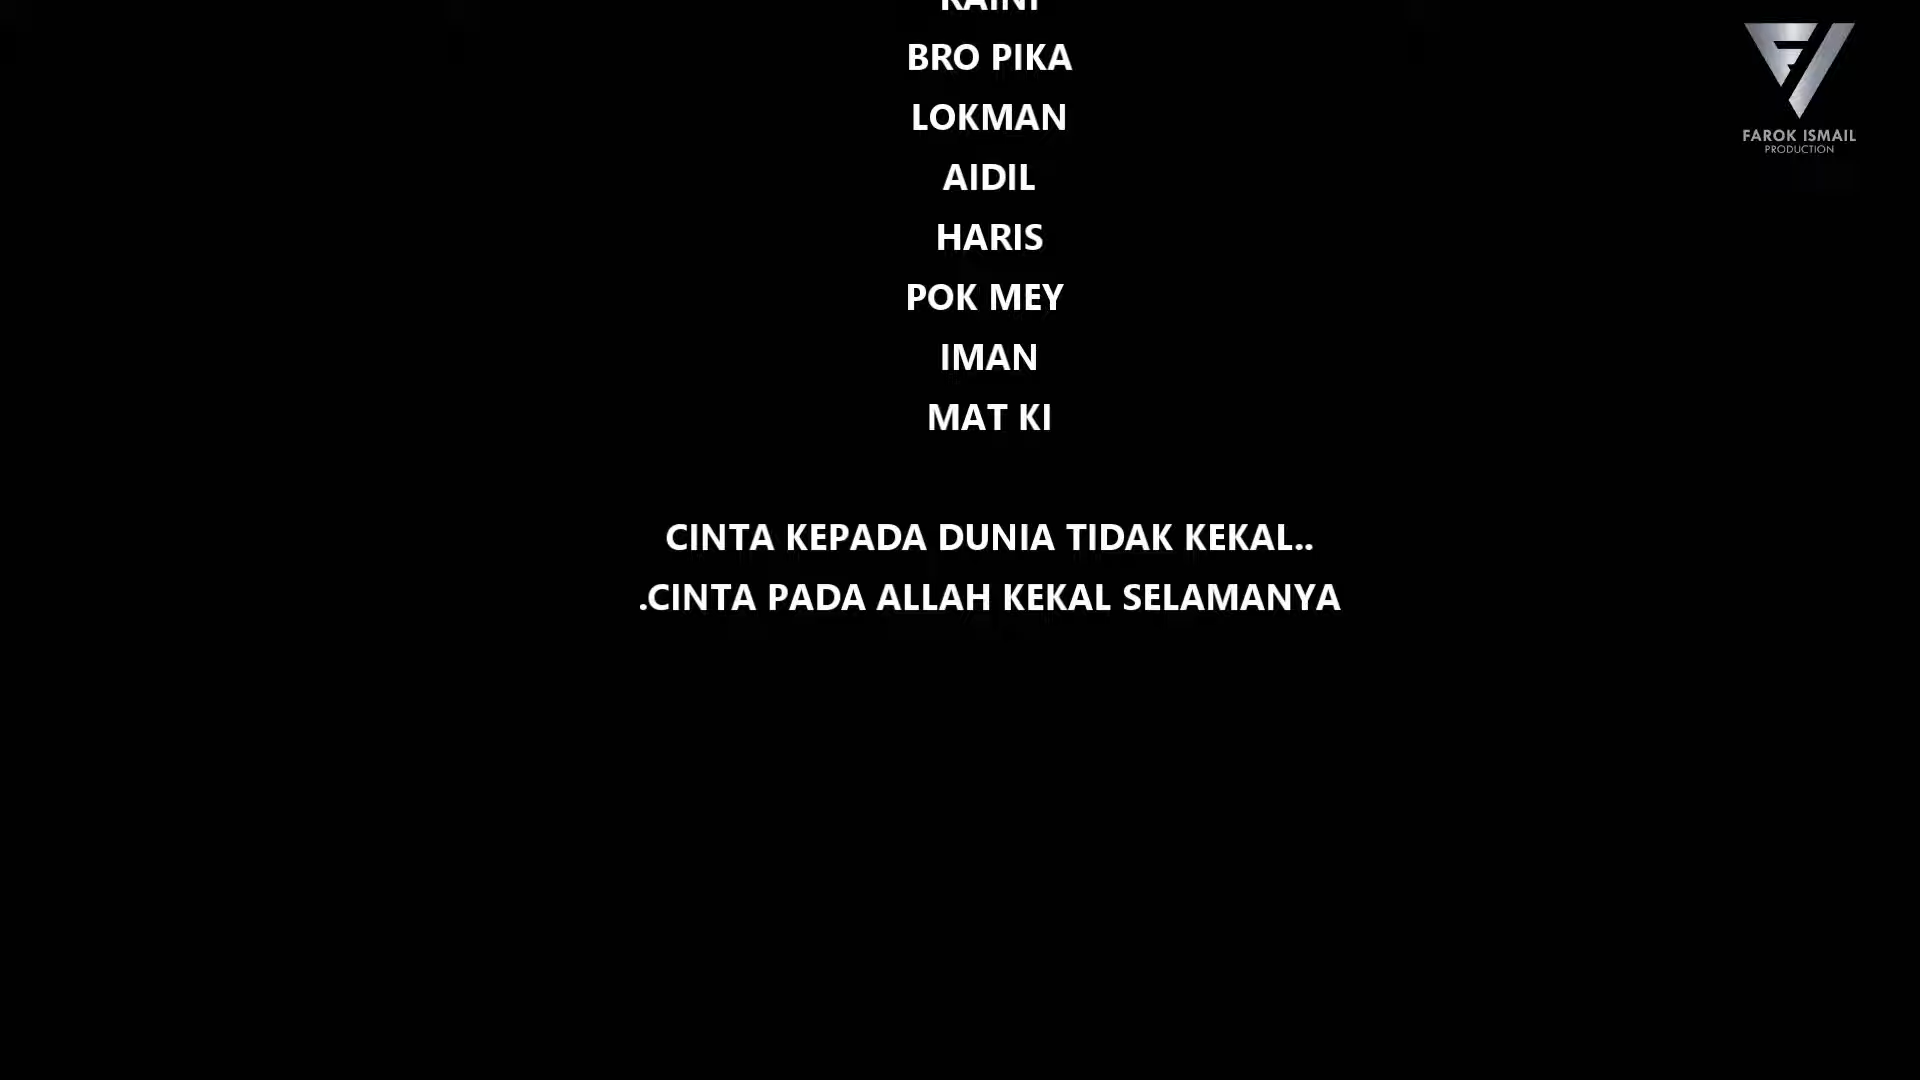 BRO PIKA
LOKMAN
AIDIL
HARIS
POK MEY
IMAN
MAT KI
CINTA KEPADA DUNIA TIDAK KEKAL..
.CINTA PADA ALLAH KEKAL SELAMANYA
FAROK ISMAIL
PRODUCTION